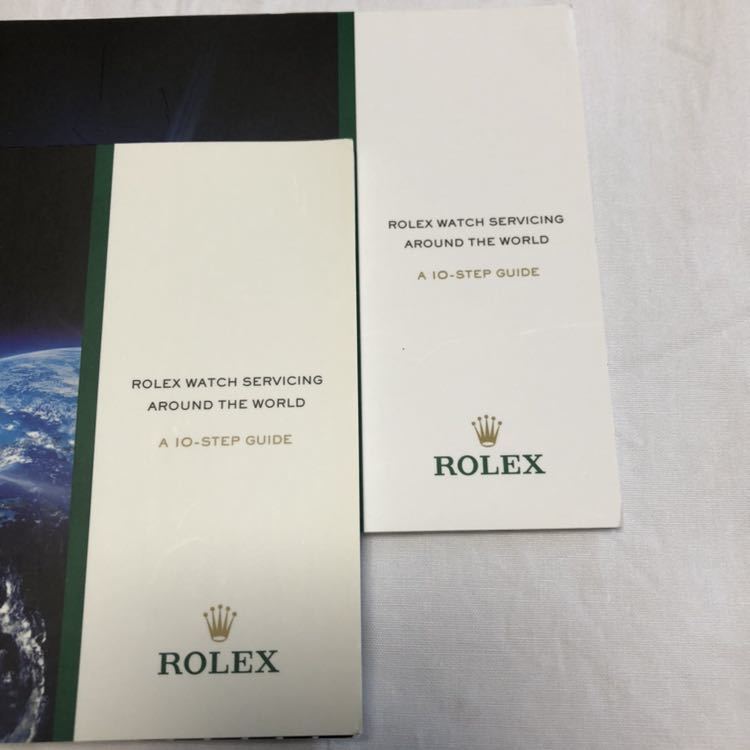 ROLEX WATCH SERVICING
AROUND THE WORLD
A 10-STEP GUIDE
ROLEX
ROLEX WATCH SERVICING
AROUND THE WORLD
A 10-STEP GUIDE
ROLEX